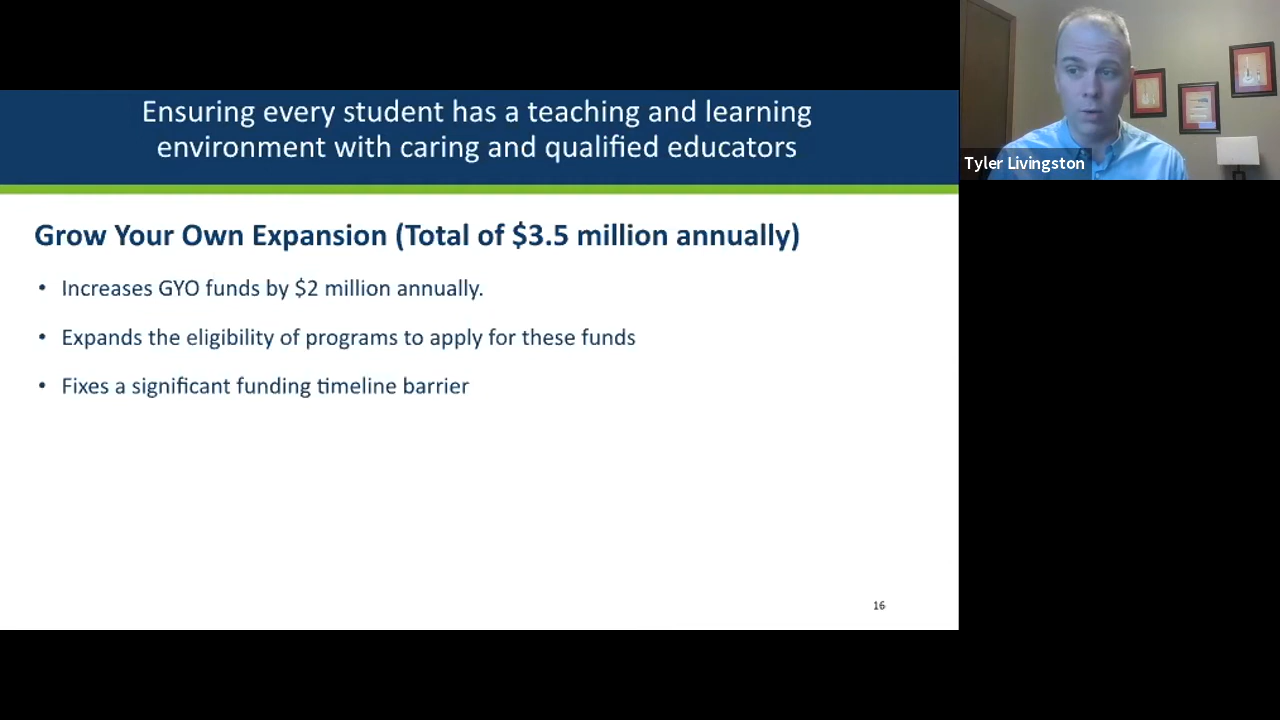 Ensuring every student has a teaching and learning
environment with caring and qualified educators
Tyler Livingston
Grow Your Own Expansion (Total of $3.5 million annually)
• Increases GYO funds by $2 million annually.
• Expands the eligibility of programs to apply for these funds
• Fixes a significant funding timeline barrier
16